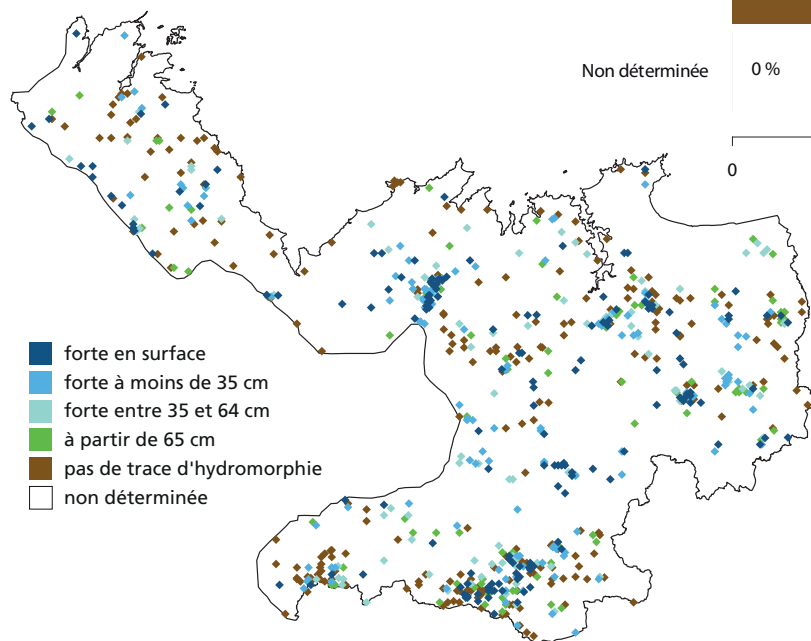 Non déterminée
0 %
0
forte en surface
forte à moins de 35 cm
forte entre 35 et 64 cm
à partir de 65 cm
pas de trace d'hydromorphie
non déterminée